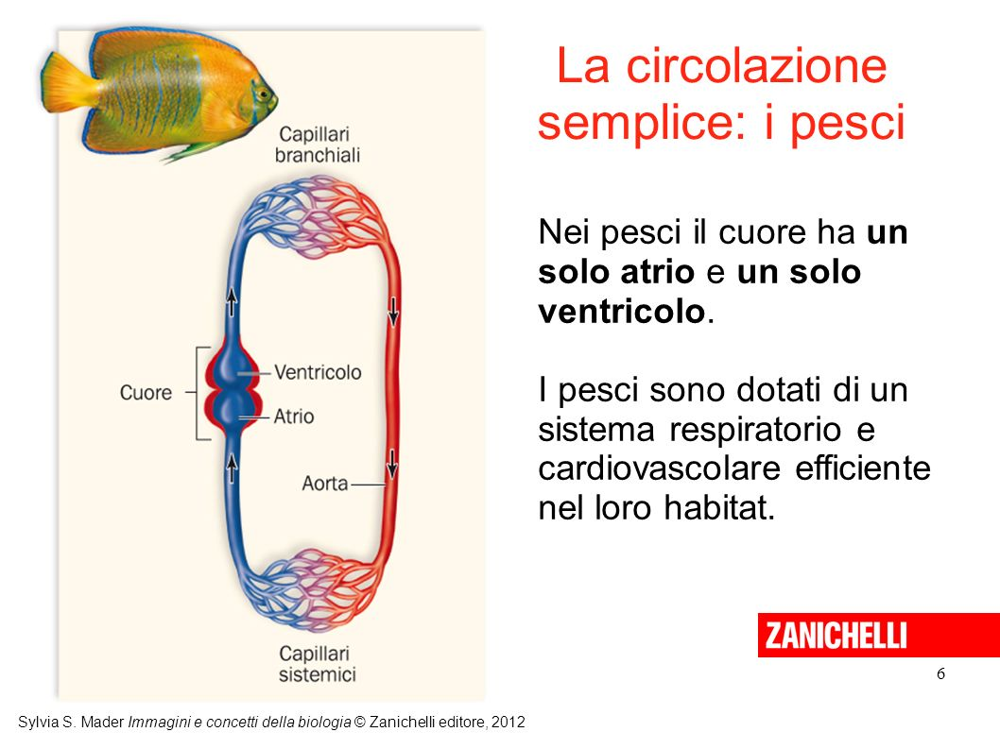 La circolazione
semplice: i pesci
Capillari
branchiali
Nei pesci il cuore ha un
solo atrio e un solo
ventricolo.
Ventricolo
Cuore
Atrio
I pesci sono dotati di un
sistema respiratorio e
cardiovascolare efficiente
nel loro habitat.
Aorta
Capillari
sistemici
ZANICHELLI
6
Sylvia S. Mader Immagini e concetti della biologia © Zanichelli editore, 2012